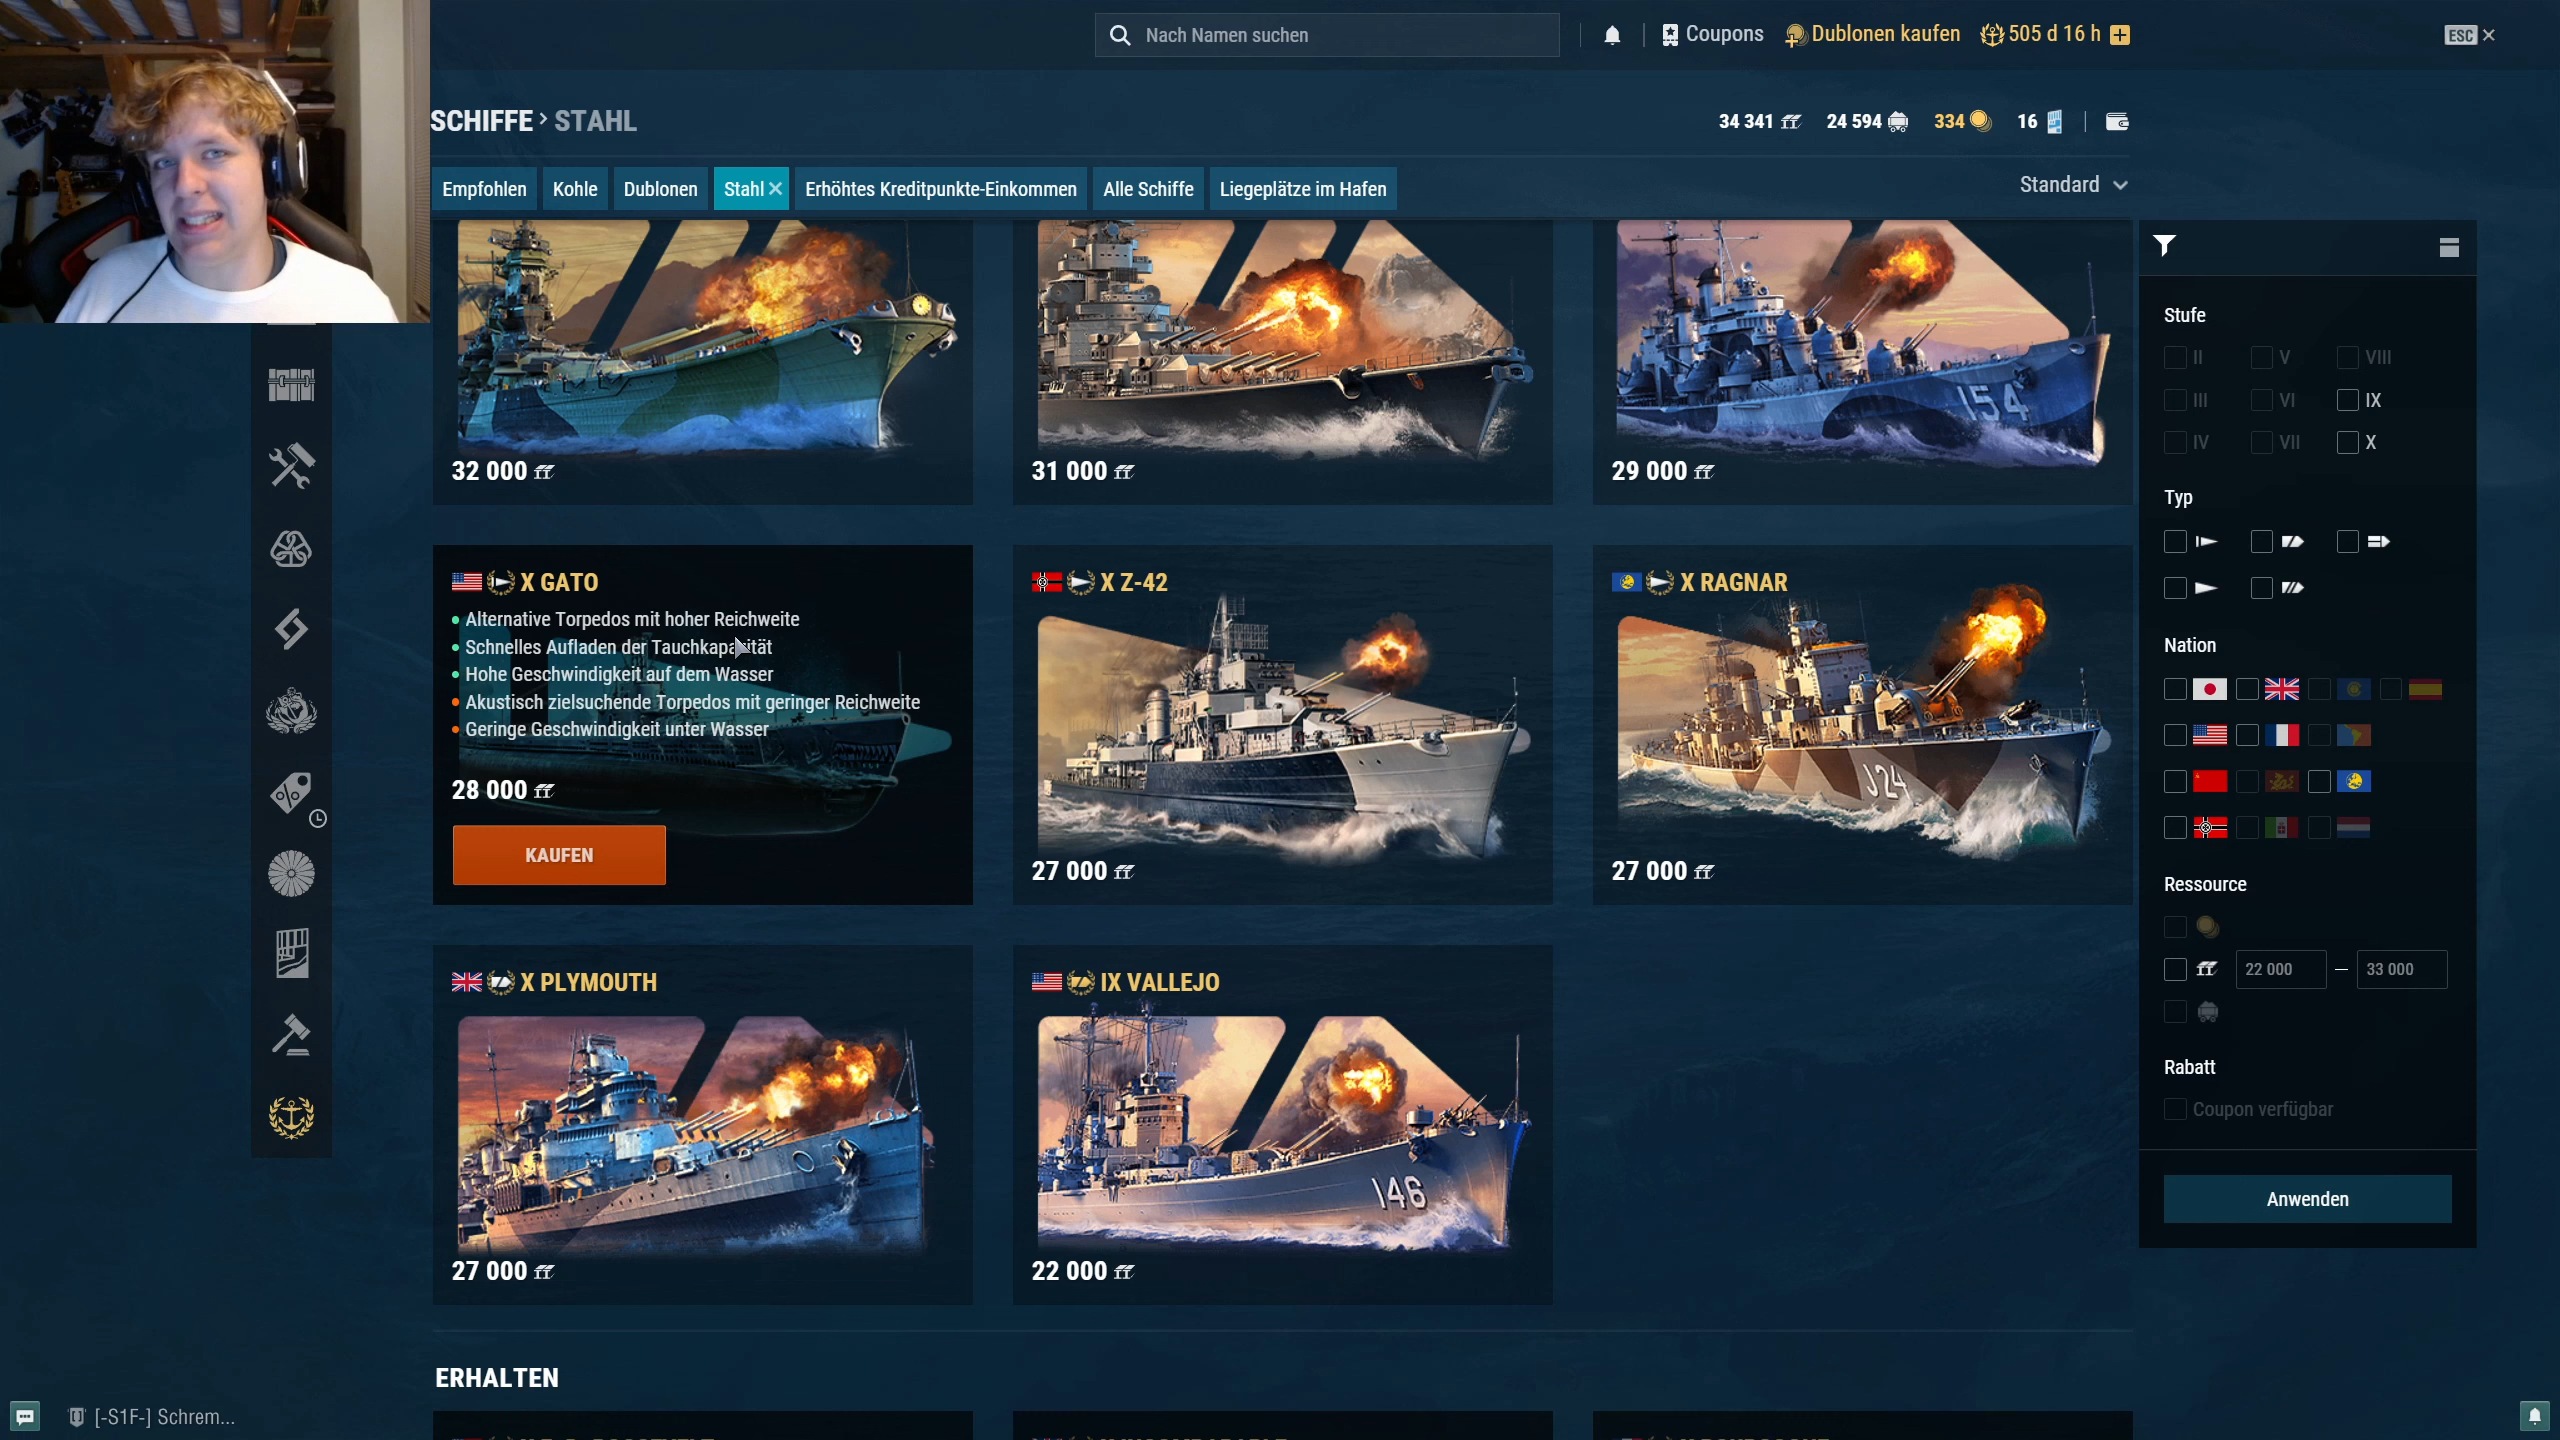 Nach Namen suchen
Coupons
Dublonen kaufen
505 d 16 h
ESC
SCHIFFE > STAHL
34 341
24 594
334
16
Empfohlen
Kohle
Dublonen
Stahl
Erhöhtes Kreditpunkte-Einkommen
Alle Schiffe
Liegeplätze im Hafen
Standard
32 000
31 000
154
29 000
X GATO
• Alternative Torpedos mit hoher Reichweite
• Schnelles Aufladen der Tauchkapazität
• Hohe Geschwindigkeit auf dem Wasser
• Akustisch zielsuchende Torpedos mit geringer Reichweite
• Geringe Geschwindigkeit unter Wasser
28 000
KAUFEN
X Z-42
27 000
X RAGNAR
J24
27 000
X PLYMOUTH
27 000
IX VALLEJO
146
22 000
Stufe
II V VIII
III VI IX
IV VII X
Typ
Nation
Ressource
22 000 — 33 000
Rabatt
Coupon verfügbar
Anwenden
ERHALTEN
[-S1F-] Schrem...